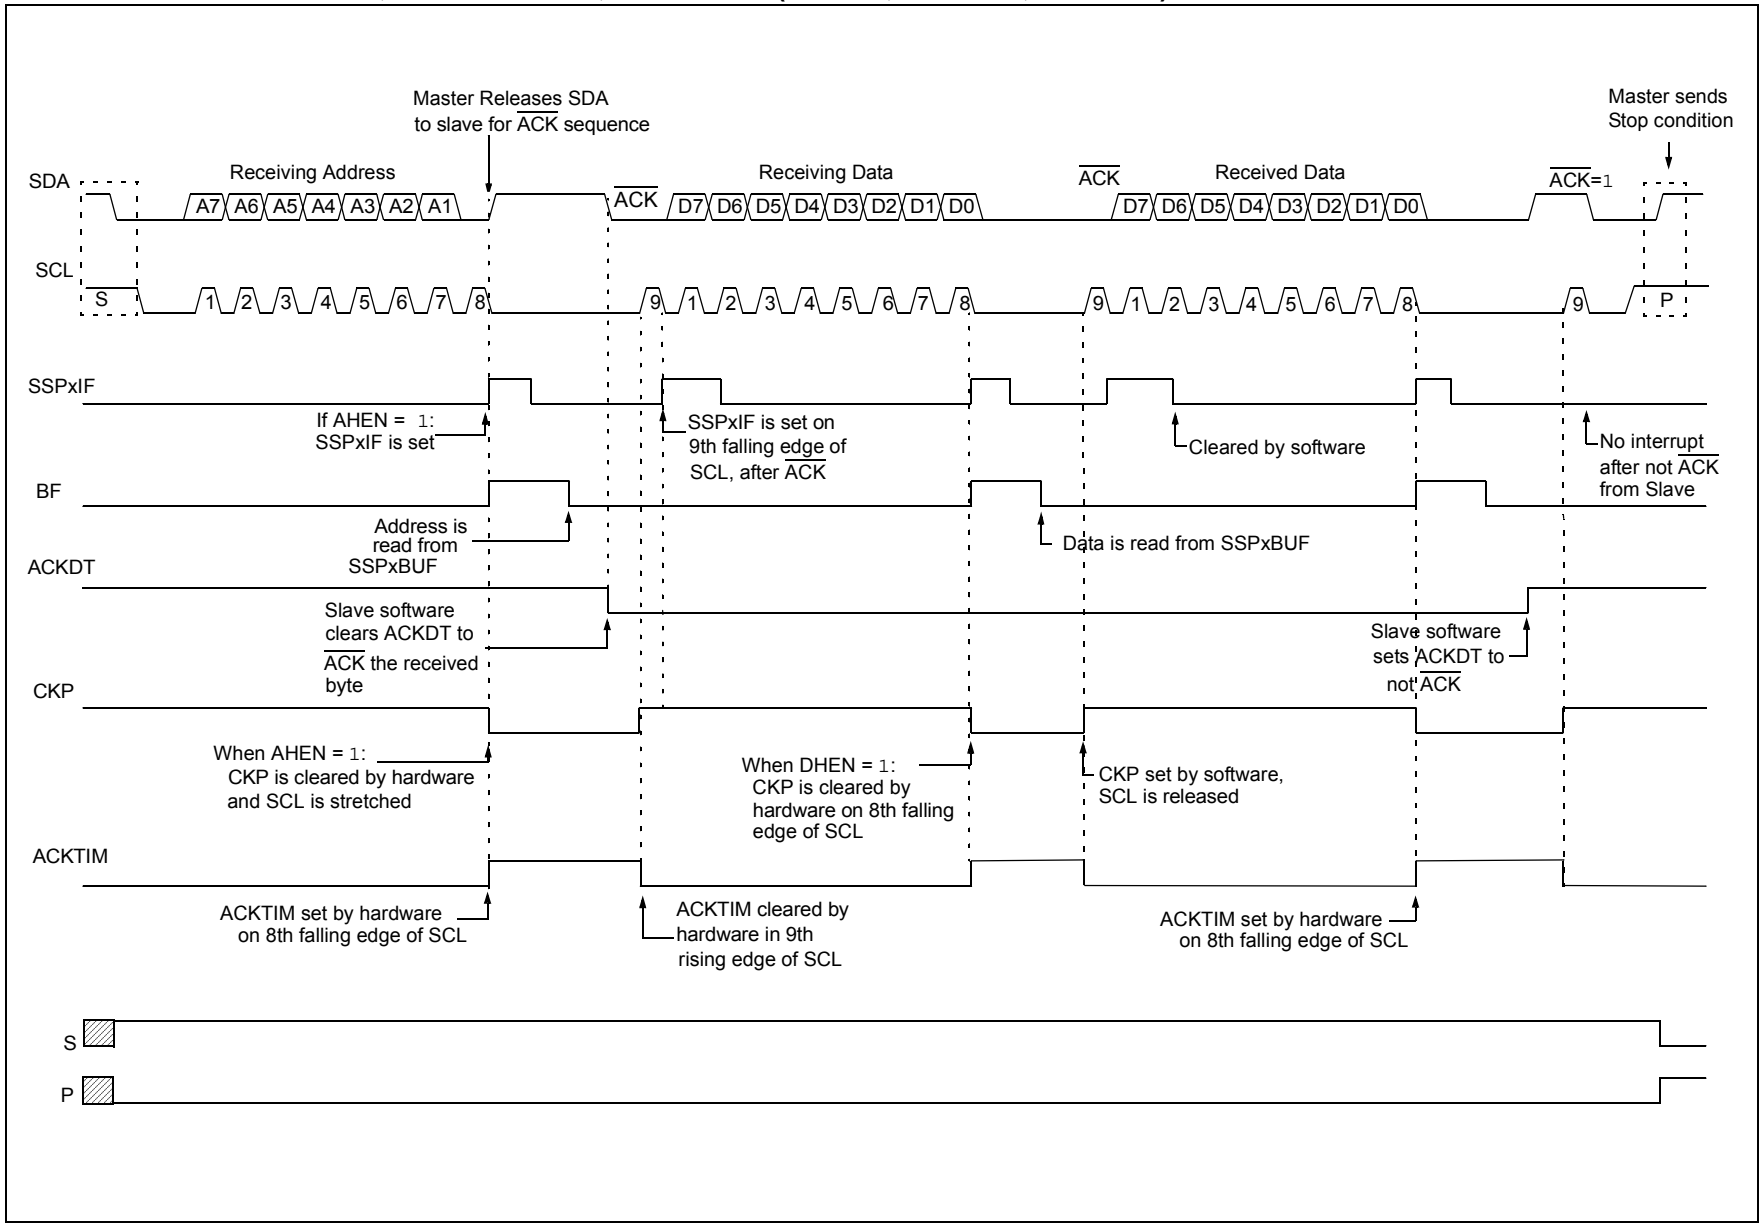 Master Releases SDA
to slave for ACK sequence
Master sends
Stop condition
SDA
Receiving Address
Receiving Data
ACK
Received Data
ACK=1
A7 A6 A5 A4 A3 A2 A1
ACK
D7 D6 D5 D4 D3 D2 D1 D0
D7 D6 D5 D4 D3 D2 D1 D0
SCL
S
1 2 3 4 5 6 7 8
9 1 2 3 4 5 6 7 8
9 1 2 3 4 5 6 7 8
9
P
SSPxIF
If AHEN = 1:
SSPxIF is set
SSPxIF is set on
9th falling edge of
SCL, after ACK
Cleared by software
No interrupt
after not ACK
from Slave
BF
Address is
read from
SSPxBUF
Data is read from SSPxBUF
ACKDT
Slave software
clears ACKDT to
ACK the received
byte
Slave software
sets ACKDT to
not ACK
CKP
When AHEN = 1:
CKP is cleared by hardware
and SCL is stretched
When DHEN = 1:
CKP is cleared by
hardware on 8th falling
edge of SCL
CKP set by software,
SCL is released
ACKTIM
ACKTIM set by hardware
on 8th falling edge of SCL
ACKTIM cleared by
hardware in 9th
rising edge of SCL
ACKTIM set by hardware
on 8th falling edge of SCL
S
P